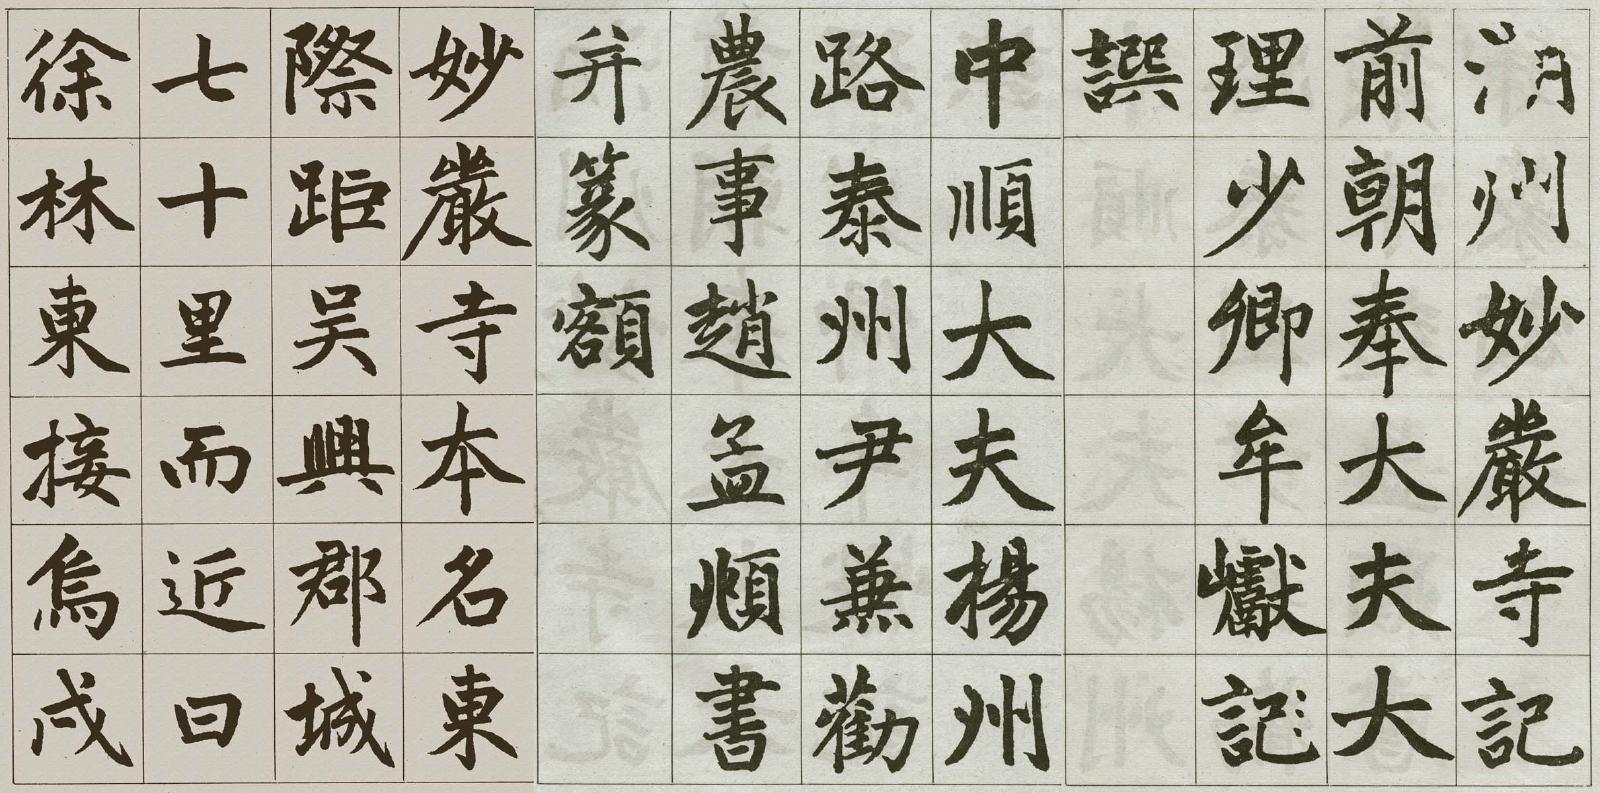 湖州妙嚴寺記
前朝奉大夫大
理少卿牟巘記
譔
中順大夫楊州
路泰州尹兼勸
農事趙孟頫書
并篆額
妙嚴寺本名東
際距吴興郡城
七十里而近曰
徐林東接烏戍